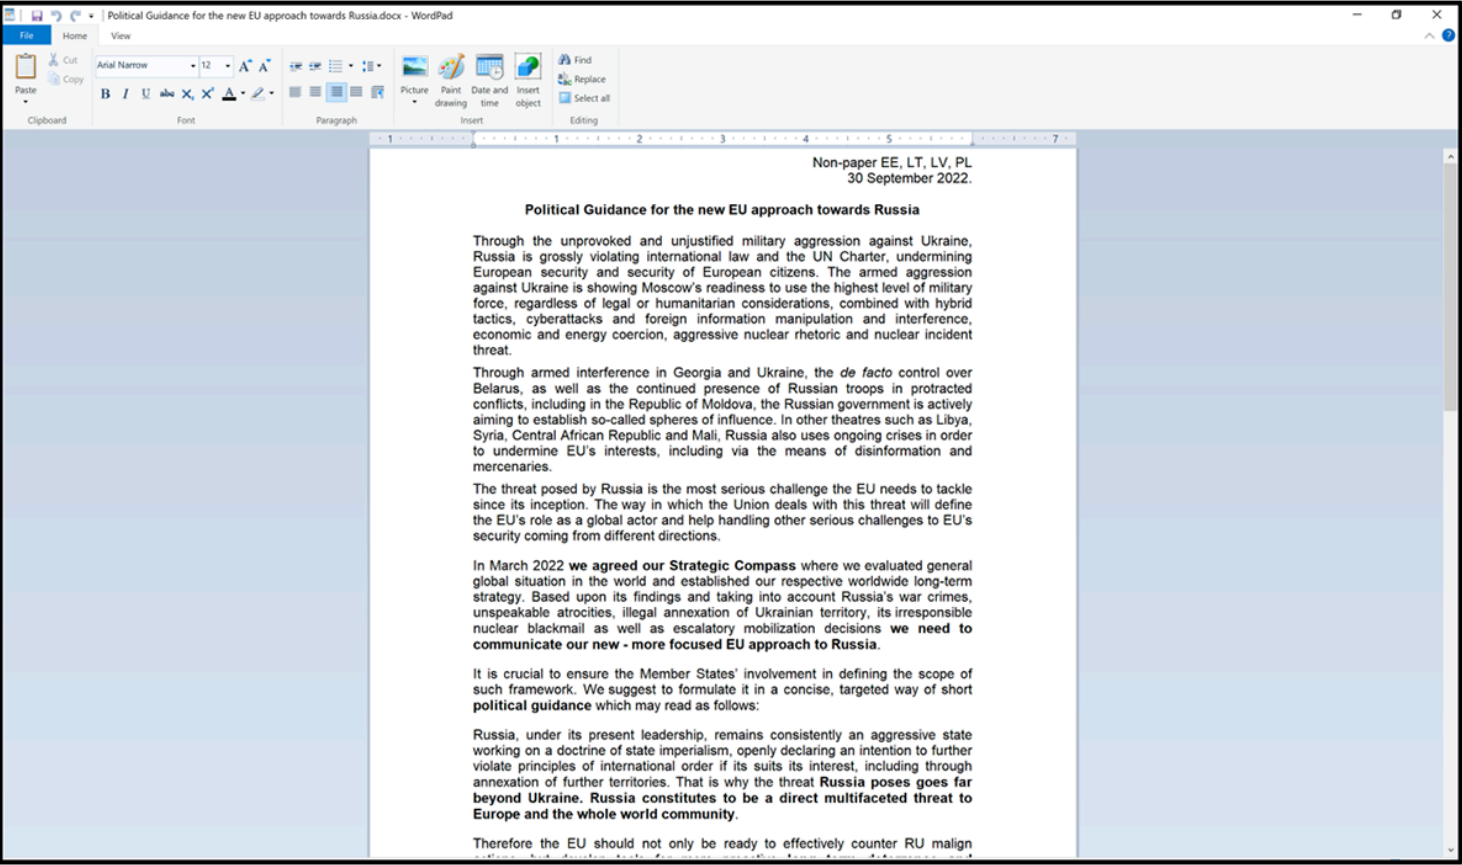 Political Guidance for the new EU approach towards Russia.docx - WordPad
File Home View
Paste
Cut
Copy
Clipboard
Arial Narrow 12
B I U abc X, X' A
Font
Paragraph
Picture
Paint drawing
Date and time
Insert object
Insert
Find
Replace
Select all
Editing
1 1 2 3 4 5 7
Non-paper EE, LT, LV, PL
30 September 2022.
Political Guidance for the new EU approach towards Russia
Through the unprovoked and unjustified military aggression against Ukraine,
Russia is grossly violating international law and the UN Charter, undermining
European security and security of European citizens. The armed aggression
against Ukraine is showing Moscow's readiness to use the highest level of military
force, regardless of legal or humanitarian considerations, combined with hybrid
tactics, cyberattacks and foreign information manipulation and interference,
economic and energy coercion, aggressive nuclear rhetoric and nuclear incident
threat.
Through armed interference in Georgia and Ukraine, the de facto control over
Belarus, as well as the continued presence of Russian troops in protracted
conflicts, including in the Republic of Moldova, the Russian government is actively
aiming to establish so-called spheres of influence. In other theatres such as Libya,
Syria, Central African Republic and Mali, Russia also uses ongoing crises in order
to undermine EU's interests, including via the means of disinformation and
mercenaries.
The threat posed by Russia is the most serious challenge the EU needs to tackle
since its inception. The way in which the Union deals with this threat will define
the EU's role as a global actor and help handling other serious challenges to EU's
security coming from different directions.
In March 2022 we agreed our Strategic Compass where we evaluated general
global situation in the world and established our respective worldwide long-term
strategy. Based upon its findings and taking into account Russia's war crimes,
unspeakable atrocities, illegal annexation of Ukrainian territory, its irresponsible
nuclear blackmail as well as escalatory mobilization decisions we need to
communicate our new - more focused EU approach to Russia.
It is crucial to ensure the Member States' involvement in defining the scope of
such framework. We suggest to formulate it in a concise, targeted way of short
political guidance which may read as follows:
Russia, under its present leadership, remains consistently an aggressive state
working on a doctrine of state imperialism, openly declaring an intention to further
violate principles of international order if its suits its interest, including through
annexation of further territories. That is why the threat Russia poses goes far
beyond Ukraine. Russia constitutes to be a direct multifaceted threat to
Europe and the whole world community.
Therefore the EU should not only be ready to effectively counter RU malign